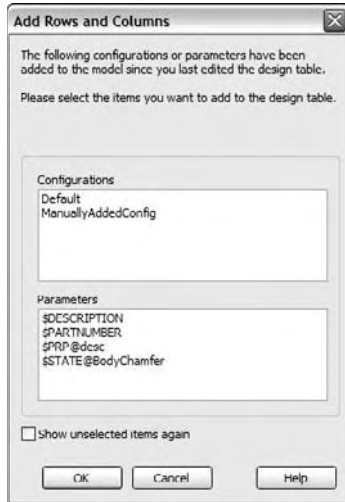 Add Rows and Columns
The following configurations or parameters have been
added to the model since you last edited the design table.
Please select the items you want to add to the design table.
Configurations
Default
ManuallyAddedConfig
Parameters
$DESCRIPTION
$PARTNUMBER
$PRP@desc
$STATE@BodyChamfer
Show unselected items again
OK
Cancel
Help